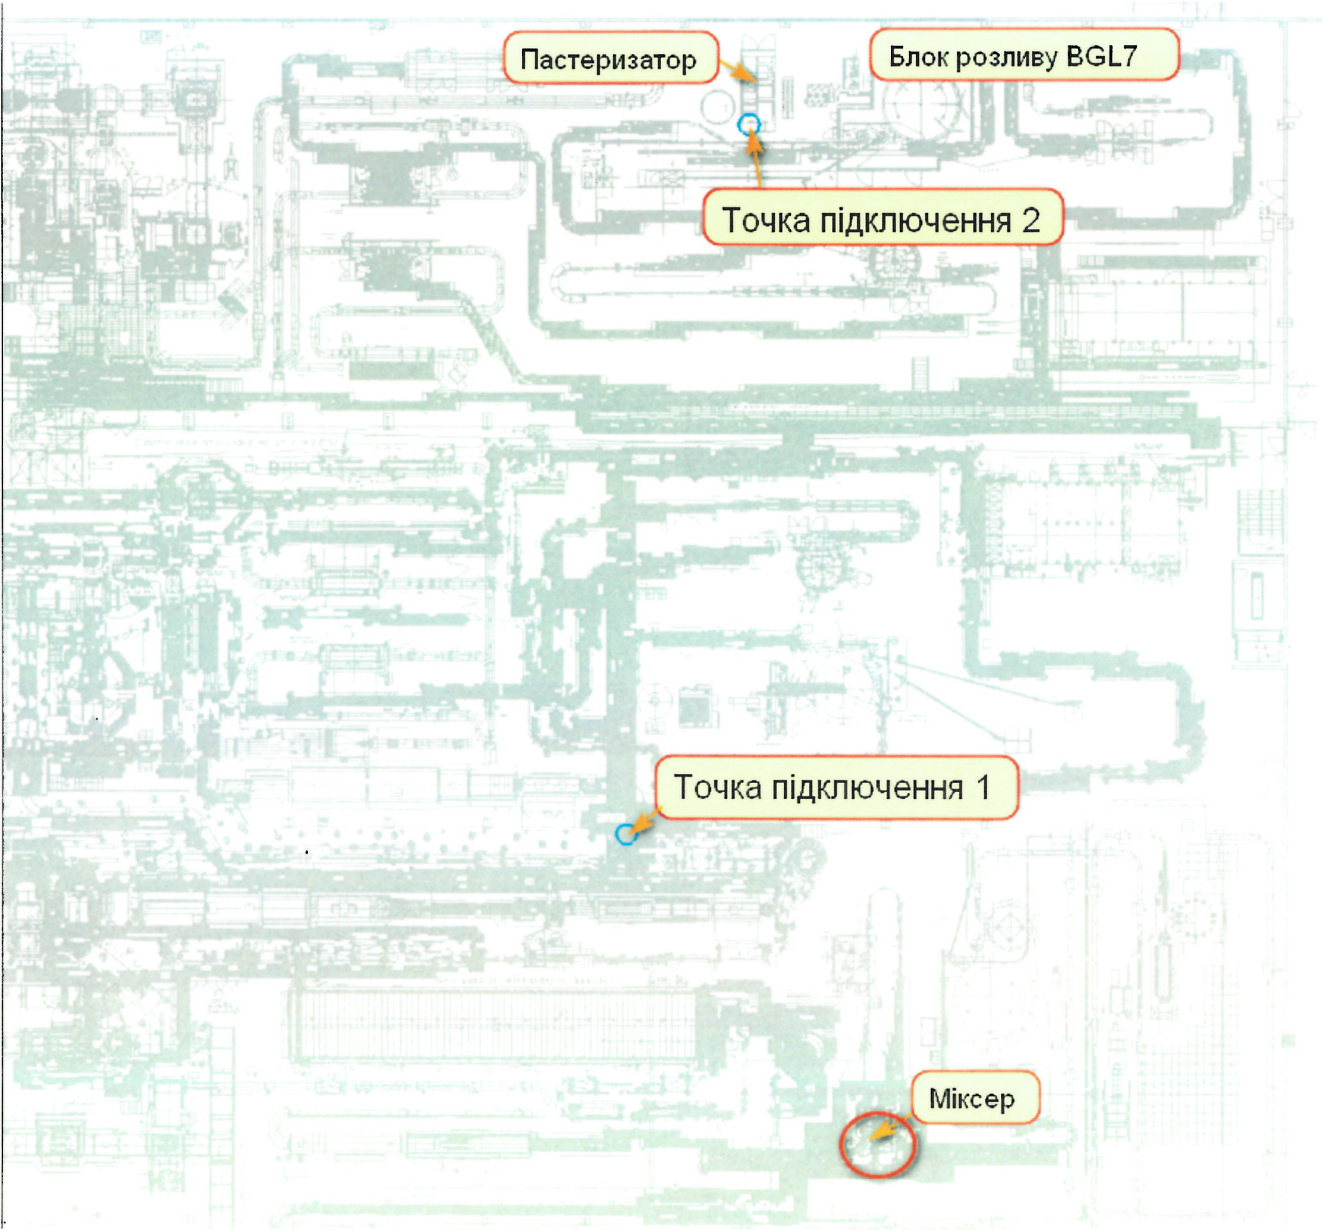 Пастеризатор
Блок розливу BGL7
Точка підключення 2
Точка підключення 1
Міксер